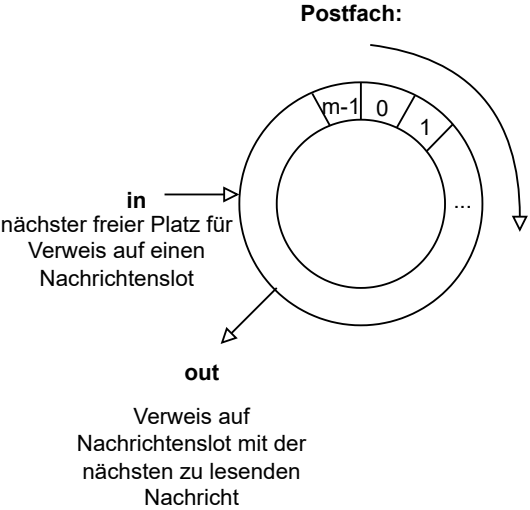 Postfach:
m-1
0
1
...
in
nächster freier Platz für
Verweis auf einen
Nachrichtenslot
out
Verweis auf
Nachrichtenslot mit der
nächsten zu lesenden
Nachricht